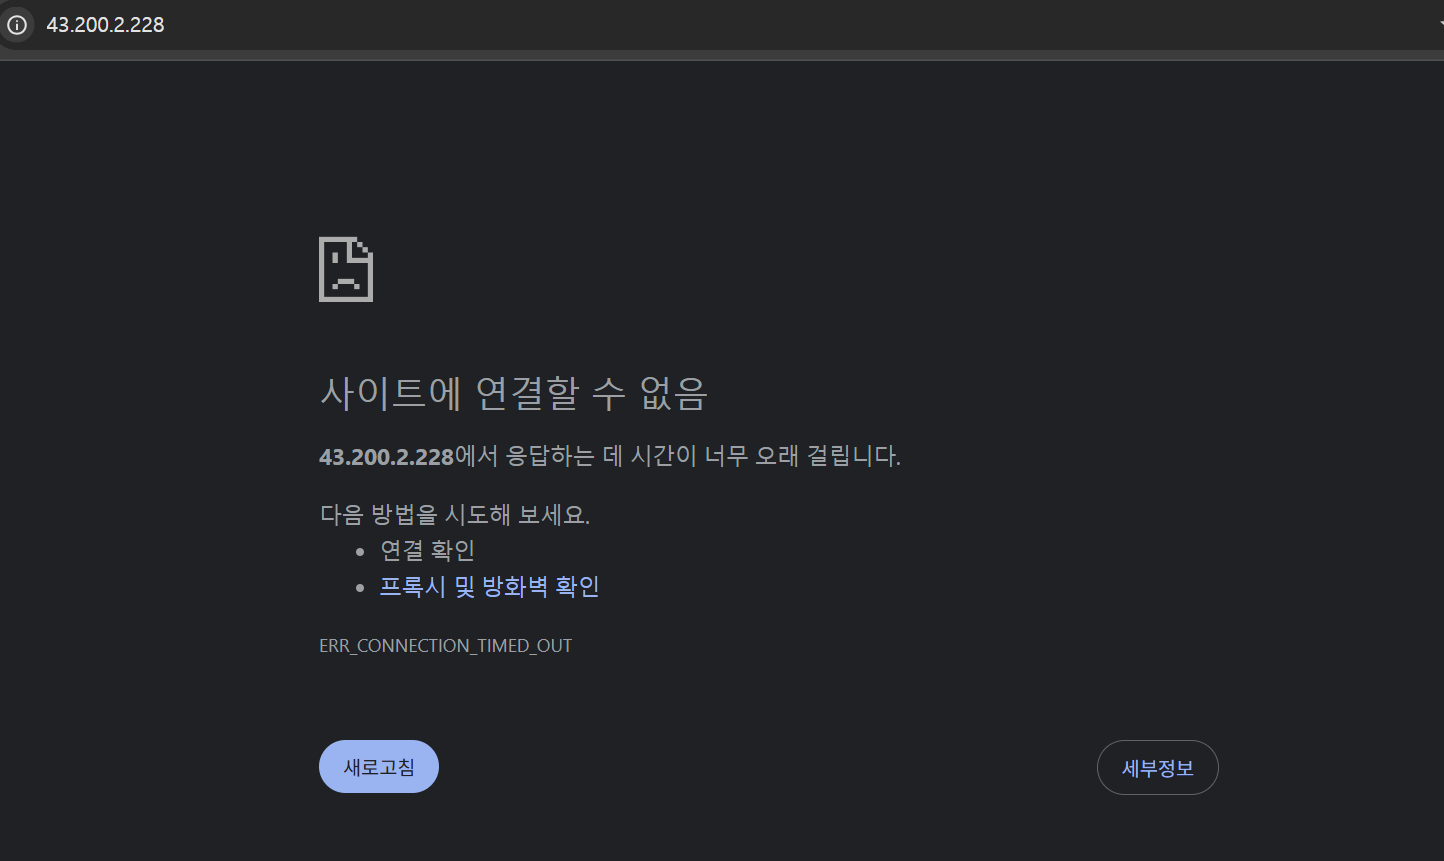 43.200.2.228
사이트에 연결할 수 없음
43.200.2.228에서 응답하는 데 시간이 너무 오래 걸립니다.
다음 방법을 시도해 보세요.
연결 확인
프록시 및 방화벽 확인
ERR_CONNECTION_TIMED_OUT
새로고침
세부정보